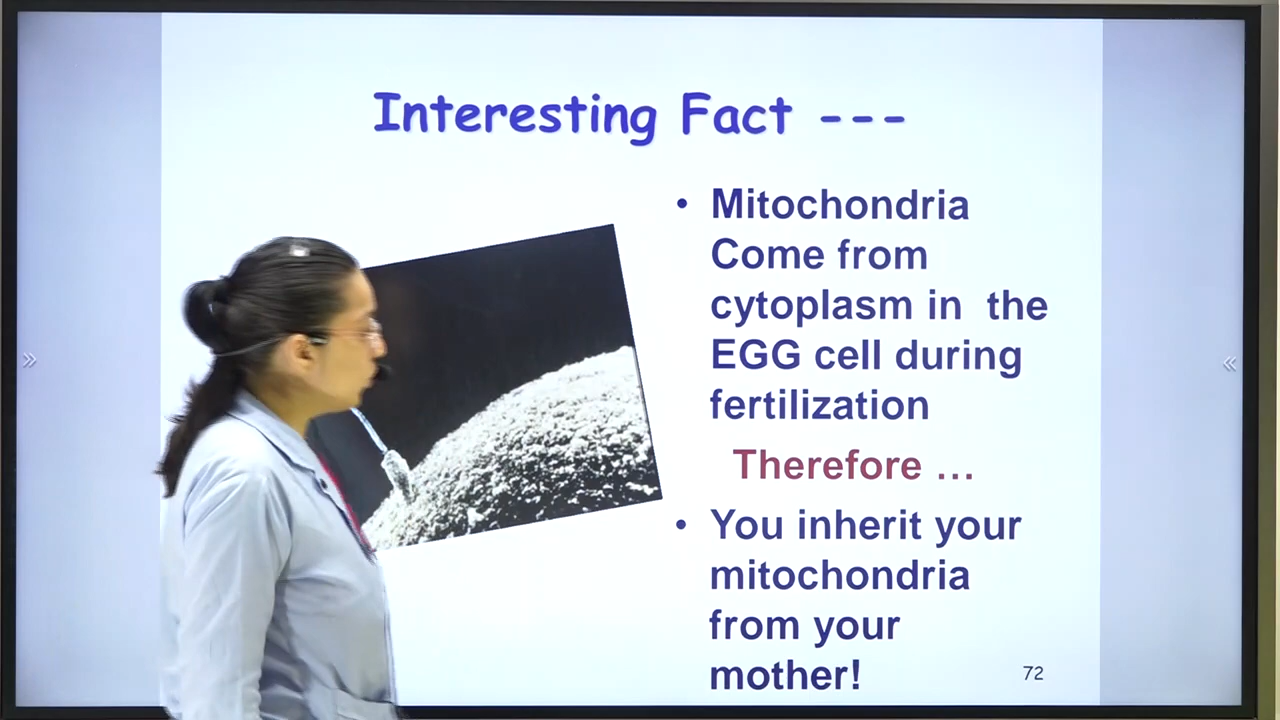 Interesting Fact ---
• Mitochondria
Come from
cytoplasm in the
EGG cell during
fertilization
Therefore …
• You inherit your
mitochondria
from your
mother!
72